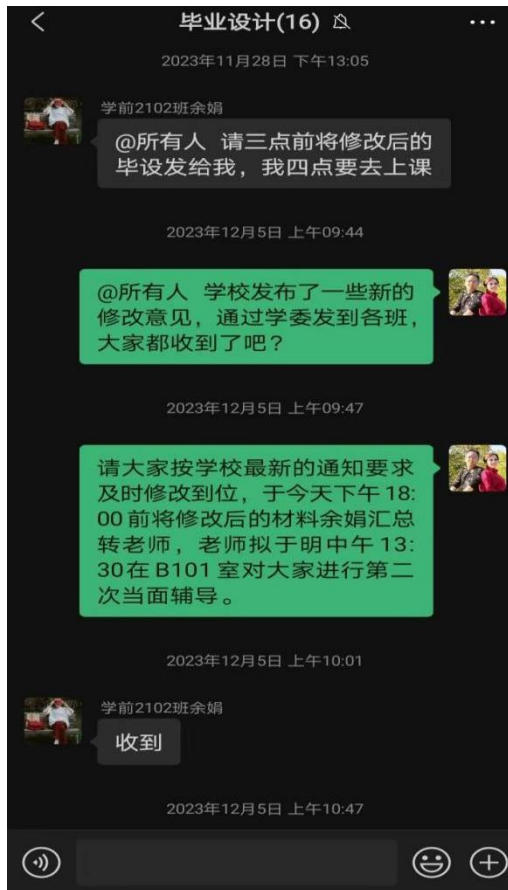 毕业设计(16)
2023年11月28日 下午13:05
学前2102班余娟
@所有人 请三点前将修改后的
毕设发给我，我四点要去上课
2023年12月5日 上午09:44
@所有人 学校发布了一些新的
修改意见，通过学委发到各班，
大家都收到了吧？
2023年12月5日 上午09:47
请大家按学校最新的通知要求
及时修改到位，于今天下午18:
00前将修改后的材料余娟汇总
转老师，老师拟于明中午13:
30在B101室对大家进行第二
次当面辅导。
2023年12月5日 上午10:01
学前2102班余娟
收到
2023年12月5日 上午10:47